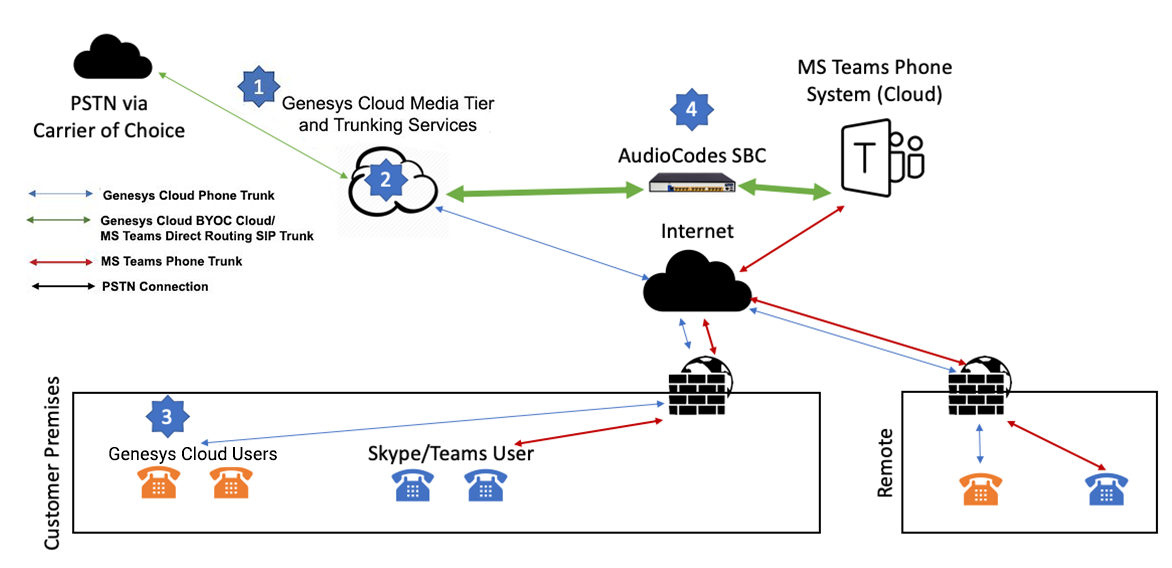 PSTN via
Carrier of Choice
1
Genesys Cloud Media Tier
and Trunking Services
2
4
AudioCodes SBC
MS Teams Phone
System (Cloud)
T
Genesys Cloud Phone Trunk
Genesys Cloud BYOC Cloud/
MS Teams Direct Routing SIP Trunk
MS Teams Phone Trunk
PSTN Connection
Internet
Customer Premises
3
Genesys Cloud Users
Skype/Teams User
Remote